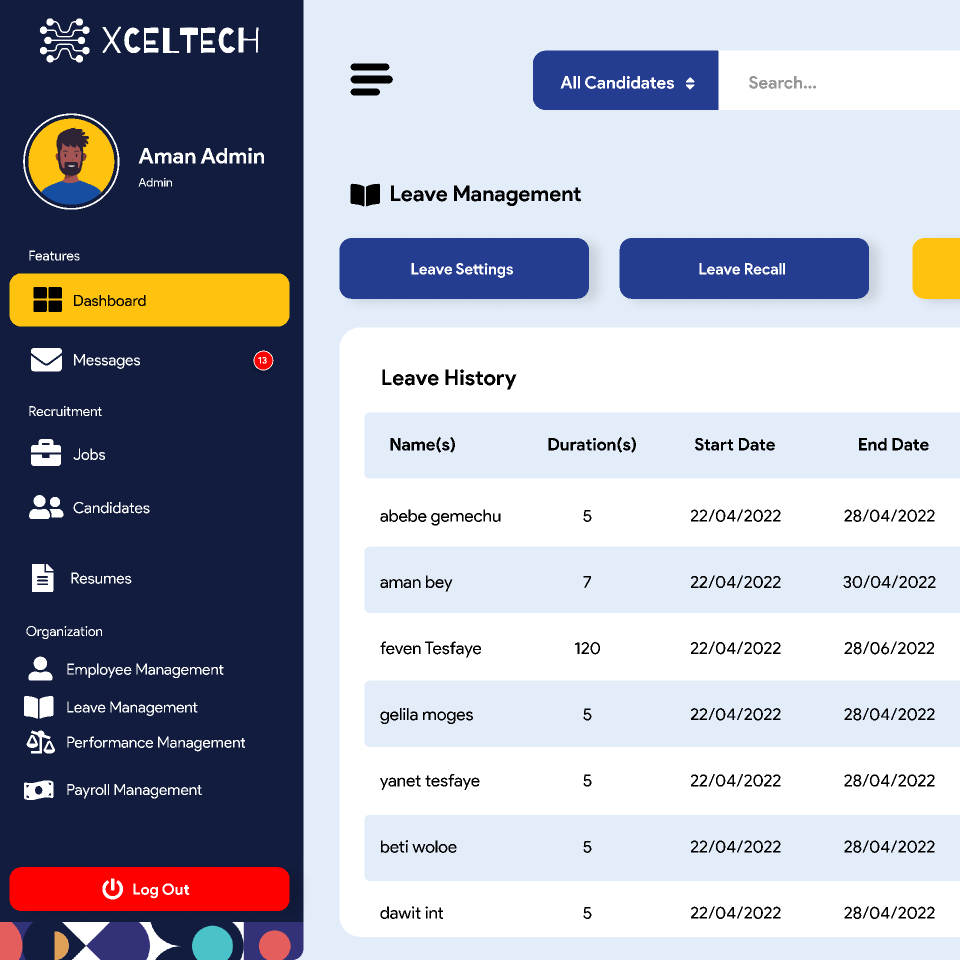 XCELTECH
Aman Admin
Admin
Features
Dashboard
Messages 13
Recruitment
Jobs
Candidates
Resumes
Organization
Employee Management
Leave Management
Performance Management
Payroll Management
Log Out
All Candidates Search...
Leave Management
Leave Settings Leave Recall
Leave History
Name(s) Duration(s) Start Date End Date
abebe gemechu 5 22/04/2022 28/04/2022
aman bey 7 22/04/2022 30/04/2022
feven Tesfaye 120 22/04/2022 28/06/2022
gelila moges 5 22/04/2022 28/04/2022
yanet tesfaye 5 22/04/2022 28/04/2022
beti woloe 5 22/04/2022 28/04/2022
dawit int 5 22/04/2022 28/04/2022